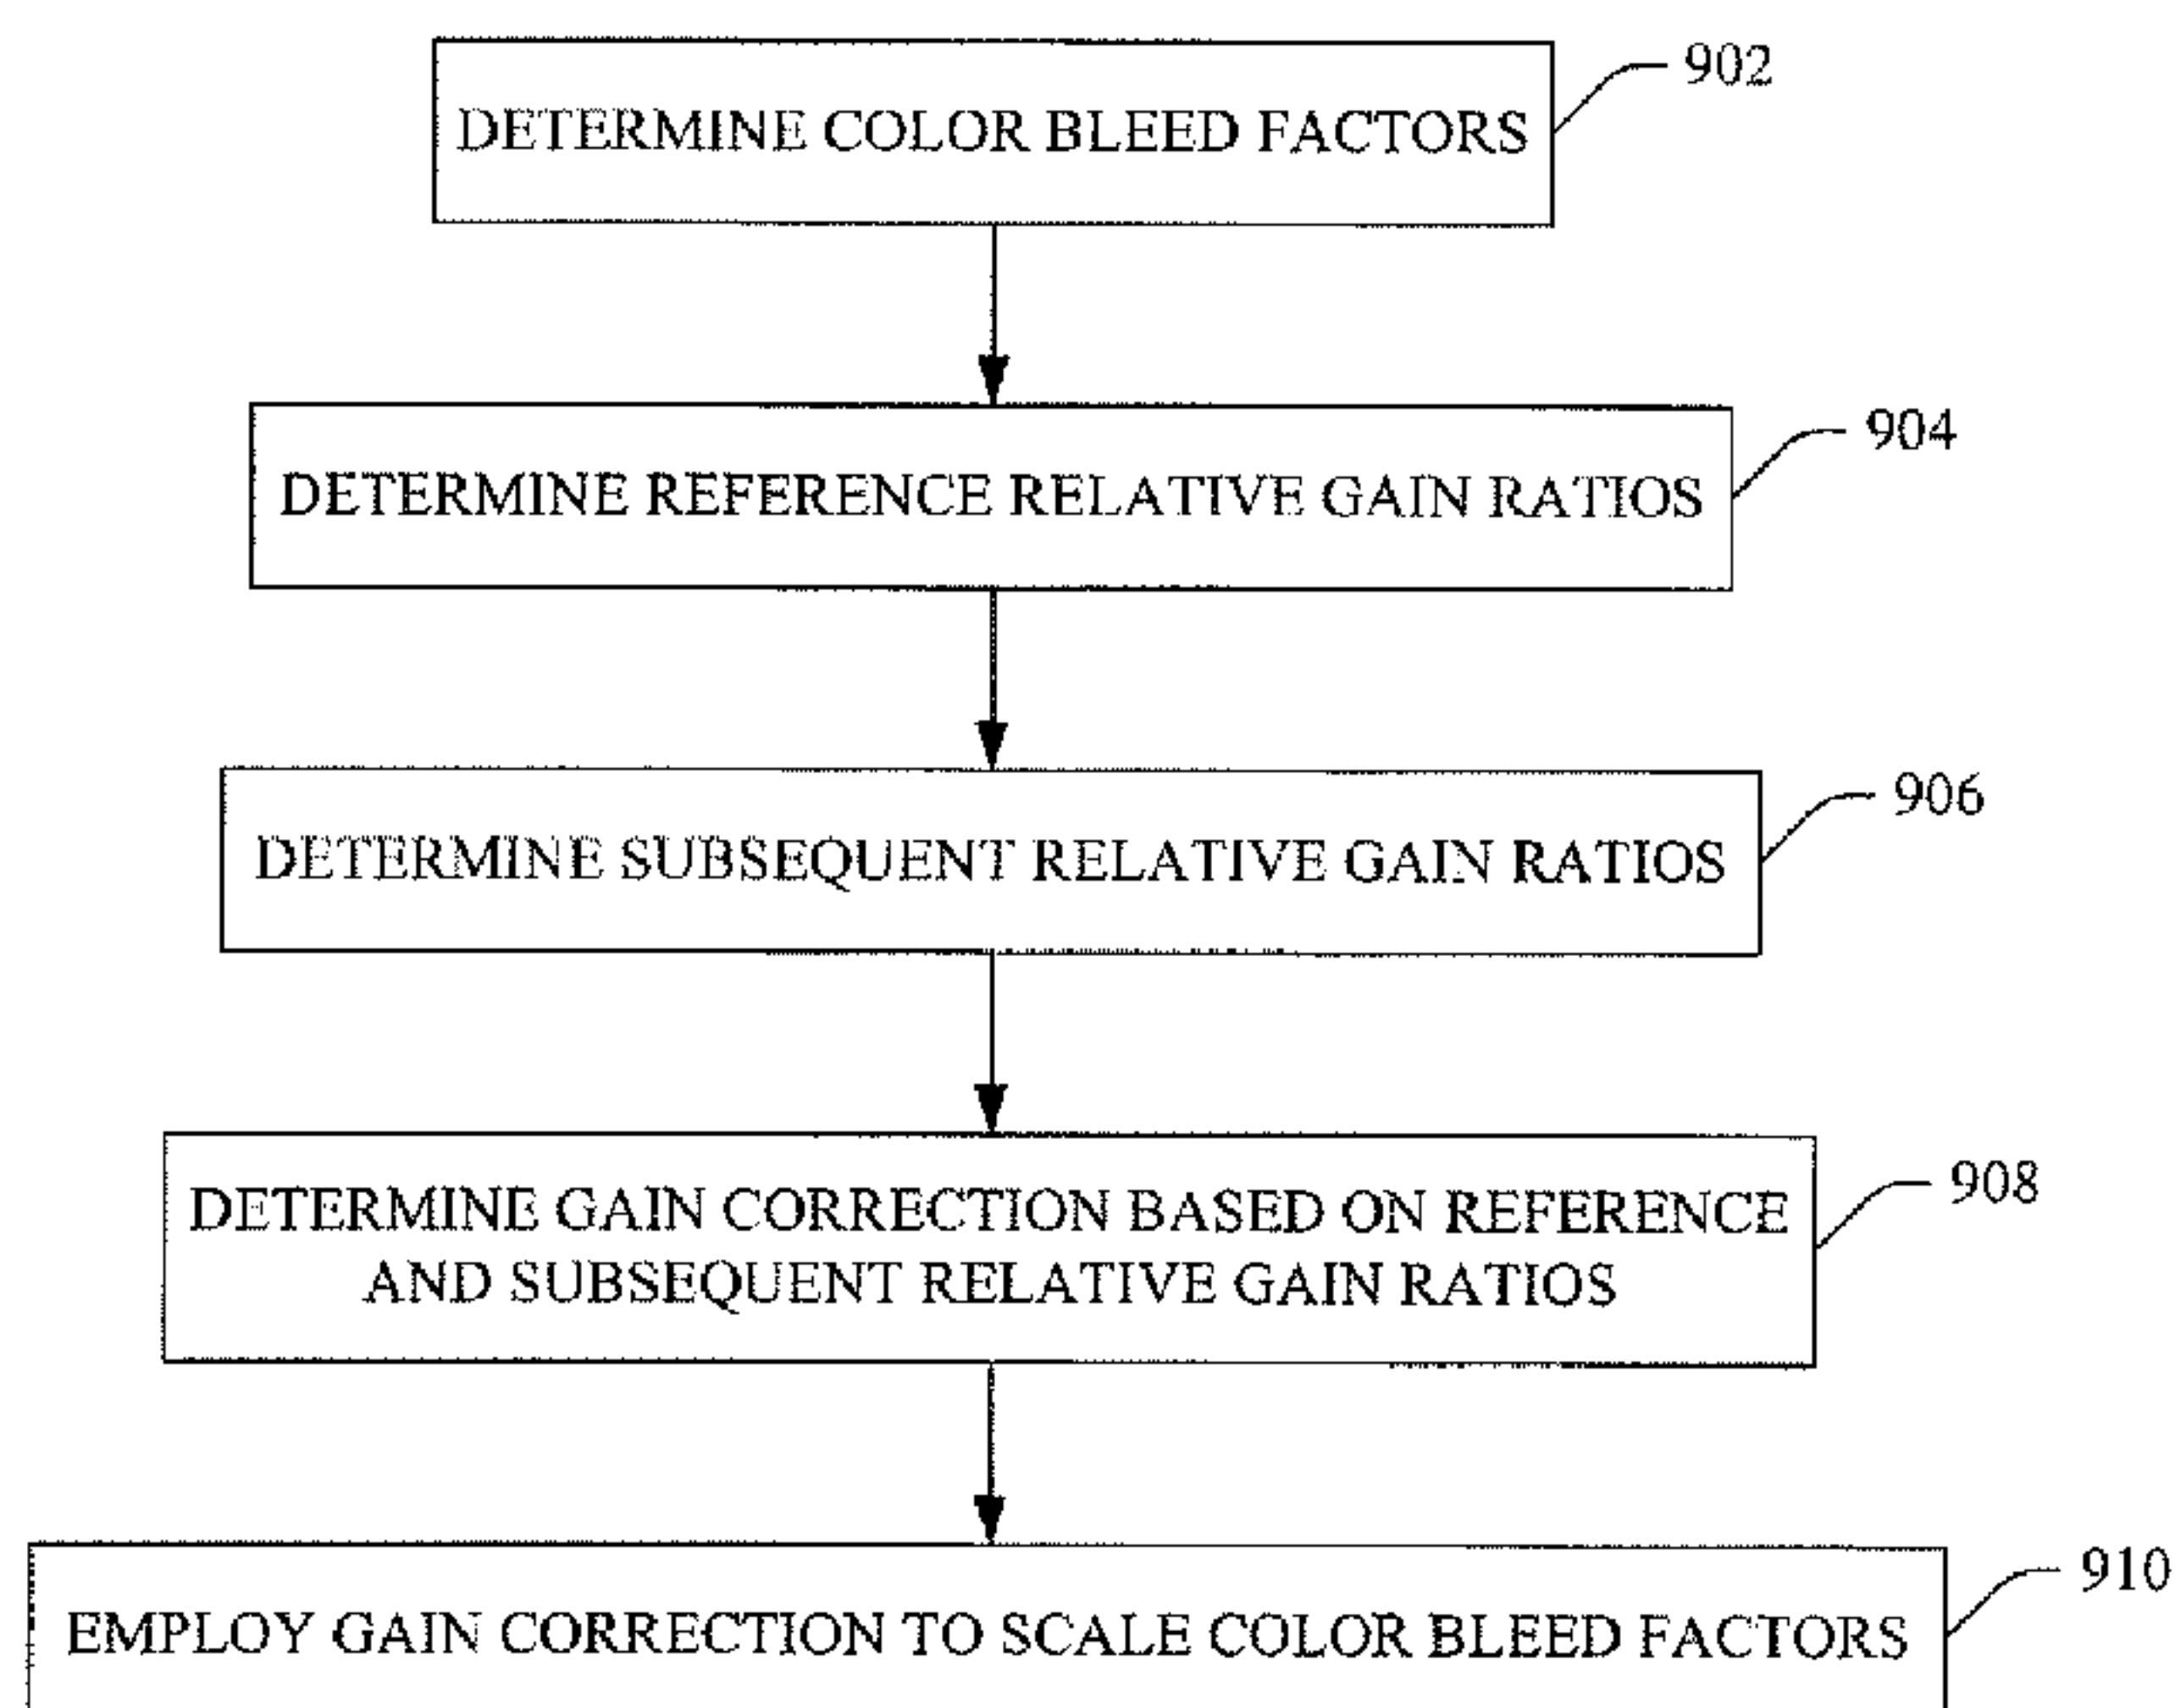 902
DETERMINE COLOR BLEED FACTORS
904
DETERMINE REFERENCE RELATIVE GAIN RATIOS
906
DETERMINE SUBSEQUENT RELATIVE GAIN RATIOS
908
DETERMINE GAIN CORRECTION BASED ON REFERENCE
AND SUBSEQUENT RELATIVE GAIN RATIOS
910
EMPLOY GAIN CORRECTION TO SCALE COLOR BLEED FACTORS